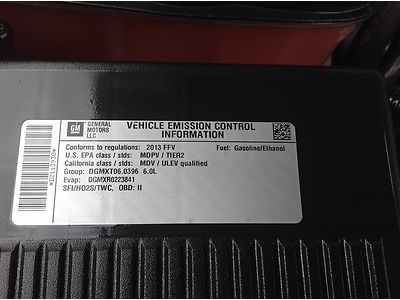 GM
GENERAL MOTORS LLC
VEHICLE EMISSION CONTROL INFORMATION
Conforms to regulations: 2013 FFV Fuel: Gasoline/Ethanol
U.S. EPA class / stds: MDPV / TIER2
California class / stds: MDV / ULEV qualified
Group: DGMXT06.0396 6.0L
Evap: DGMXR0223841
SFI/HO2S/TWC, OBD: II